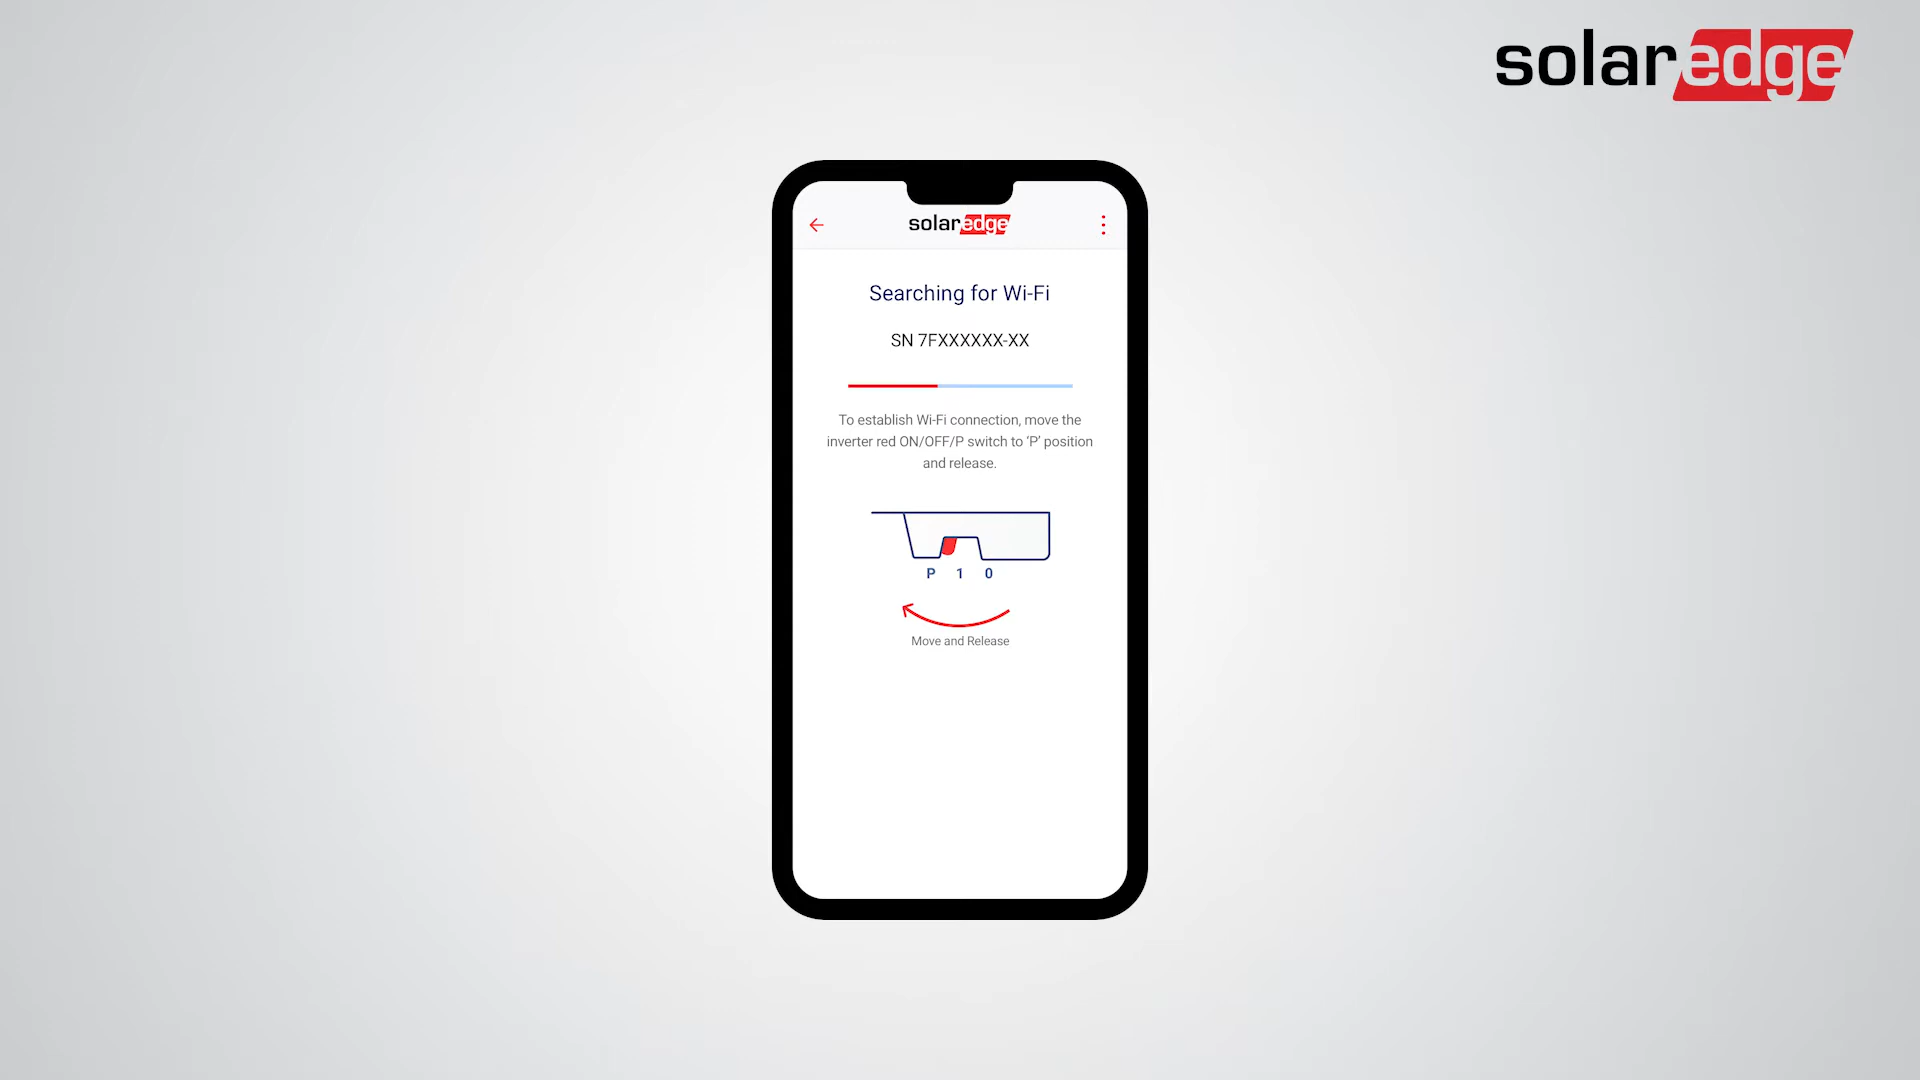 solaredge
solaredge
Searching for Wi-Fi
SN 7FXXXXXX-XX
To establish Wi-Fi connection, move the
inverter red ON/OFF/P switch to ‘P’ position
and release.
P 1 0
Move and Release